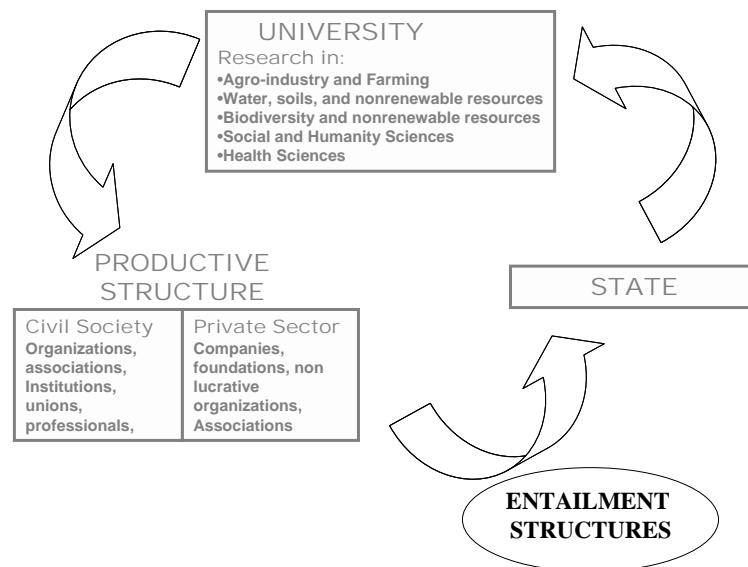 UNIVERSITY
Research in:
•Agro-industry and Farming
•Water, soils, and nonrenewable resources
•Biodiversity and nonrenewable resources
•Social and Humanity Sciences
•Health Sciences
PRODUCTIVE
STRUCTURE
Civil Society
Organizations,
associations,
Institutions,
unions,
professionals,
Private Sector
Companies,
foundations, non
lucrative
organizations,
Associations
STATE
ENTAILMENT
STRUCTURES